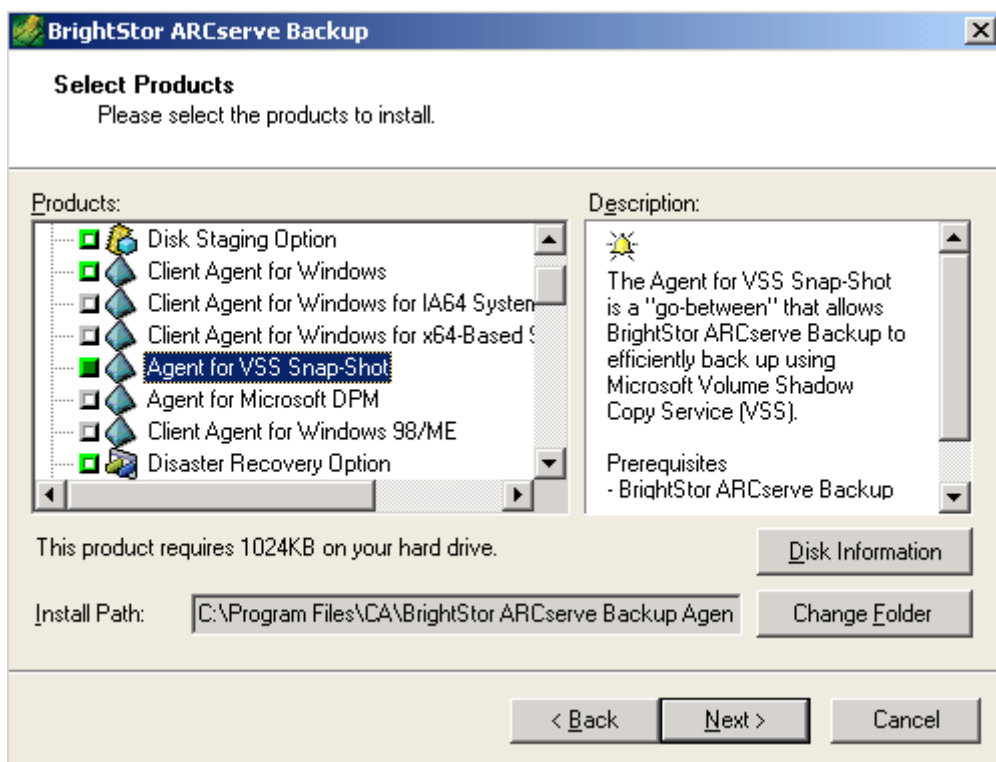 BrightStor ARCserve Backup
Select Products
Please select the products to install.
Products:
Description:
Disk Staging Option
Client Agent for Windows
Client Agent for Windows for IA64 System
Client Agent for Windows for x64-Based
Agent for VSS Snap-Shot
Agent for Microsoft DPM
Client Agent for Windows 98/ME
Disaster Recovery Option
The Agent for VSS Snap-Shot
is a "go-between" that allows
BrightStor ARCserve Backup to
efficiently back up using
Microsoft Volume Shadow
Copy Service (VSS).
Prerequisites
- BrightStor ARCserve Backup
This product requires 1024KB on your hard drive.
Disk Information
Install Path:
C:\Program Files\CA\BrightStor ARCserve Backup Agen
Change Folder
< Back
Next >
Cancel